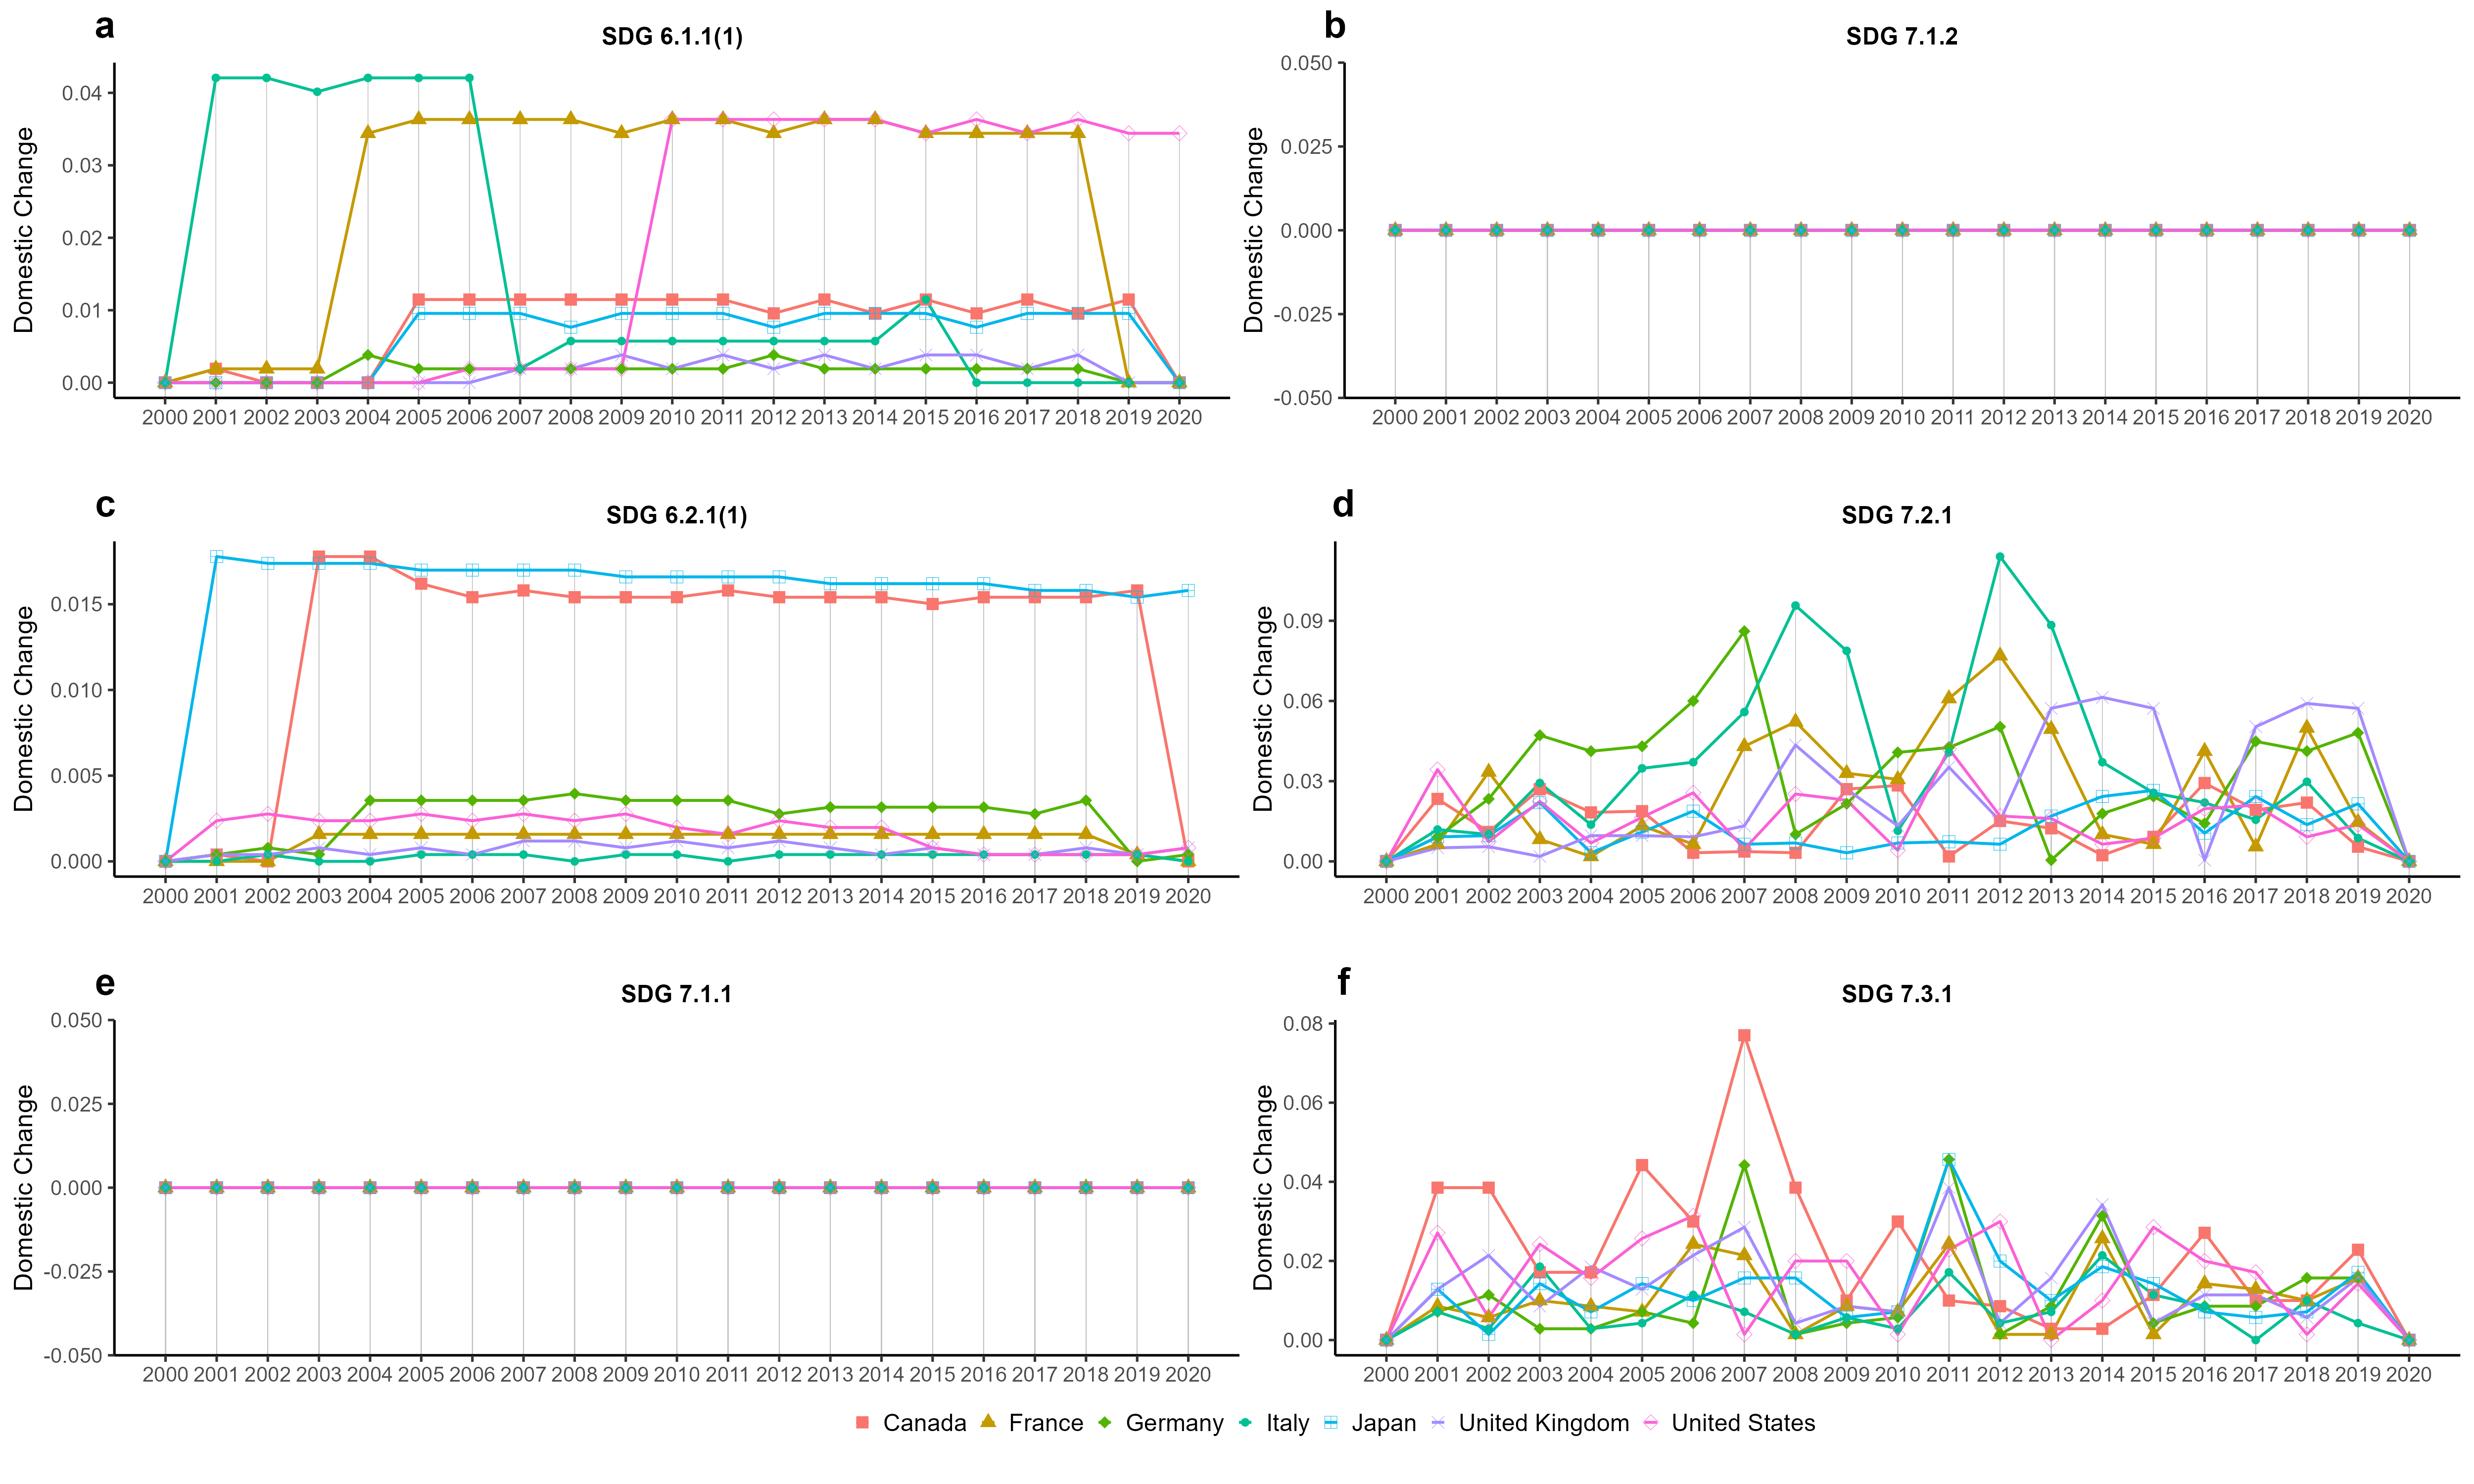 a
SDG 6.1.1(1)
Domestic Change
0.04
0.03
0.02
0.01
0.00
2000 2001 2002 2003 2004 2005 2006 2007 2008 2009 2010 2011 2012 2013 2014 2015 2016 2017 2018 2019 2020
b
SDG 7.1.2
Domestic Change
0.050
0.025
0.000
-0.025
-0.050
2000 2001 2002 2003 2004 2005 2006 2007 2008 2009 2010 2011 2012 2013 2014 2015 2016 2017 2018 2019 2020
c
SDG 6.2.1(1)
Domestic Change
0.015
0.010
0.005
0.000
2000 2001 2002 2003 2004 2005 2006 2007 2008 2009 2010 2011 2012 2013 2014 2015 2016 2017 2018 2019 2020
d
SDG 7.2.1
Domestic Change
0.09
0.06
0.03
0.00
2000 2001 2002 2003 2004 2005 2006 2007 2008 2009 2010 2011 2012 2013 2014 2015 2016 2017 2018 2019 2020
e
SDG 7.1.1
Domestic Change
0.050
0.025
0.000
-0.025
-0.050
2000 2001 2002 2003 2004 2005 2006 2007 2008 2009 2010 2011 2012 2013 2014 2015 2016 2017 2018 2019 2020
f
SDG 7.3.1
Domestic Change
0.08
0.06
0.04
0.02
0.00
2000 2001 2002 2003 2004 2005 2006 2007 2008 2009 2010 2011 2012 2013 2014 2015 2016 2017 2018 2019 2020
Canada France Germany Italy Japan United Kingdom United States